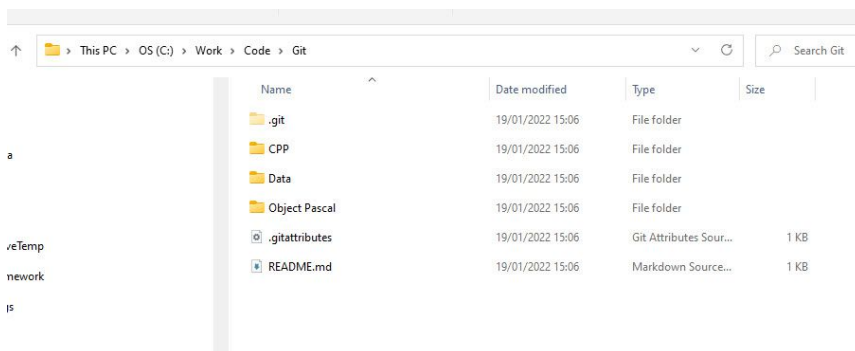 This PC > OS (C:) > Work > Code > Git
Search Git
Name Date modified Type Size
.git 19/01/2022 15:06 File folder
CPP 19/01/2022 15:06 File folder
a
Data 19/01/2022 15:06 File folder
Object Pascal 19/01/2022 15:06 File folder
veTemp
.gitattributes 19/01/2022 15:06 Git Attributes Sour... 1 KB
mework
README.md 19/01/2022 15:06 Markdown Source... 1 KB
gs